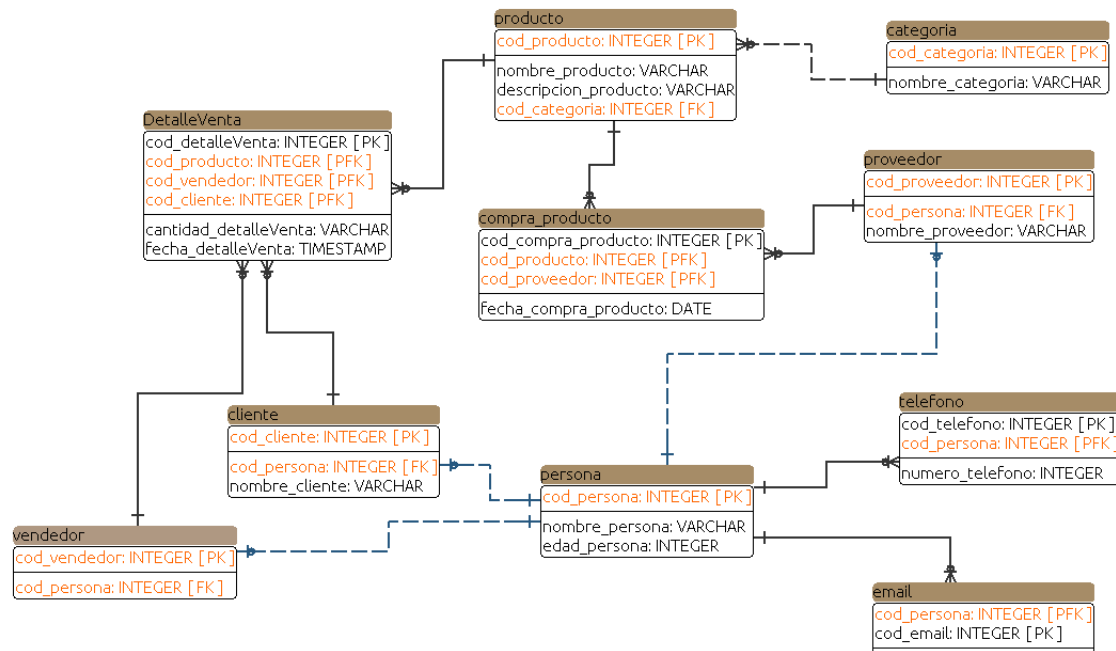 producto
cod_producto: INTEGER [PK]
nombre_producto: VARCHAR
descripcion_producto: VARCHAR
cod_categoria: INTEGER [FK]
categoria
cod_categoria: INTEGER [PK]
nombre_categoria: VARCHAR
DetalleVenta
cod_detalleVenta: INTEGER [PK]
cod_producto: INTEGER [PFK]
cod_vendedor: INTEGER [PFK]
cod_cliente: INTEGER [PFK]
cantidad_detalleVenta: VARCHAR
fecha_detalleVenta: TIMESTAMP
proveedor
cod_proveedor: INTEGER [PK]
cod_persona: INTEGER [FK]
nombre_proveedor: VARCHAR
compra_producto
cod_compra_producto: INTEGER [PK]
cod_producto: INTEGER [PFK]
cod_proveedor: INTEGER [PFK]
fecha_compra_producto: DATE
cliente
cod_cliente: INTEGER [PK]
cod_persona: INTEGER [FK]
nombre_cliente: VARCHAR
telefono
cod_telefono: INTEGER [PK]
cod_persona: INTEGER [PFK]
numero_telefono: INTEGER
persona
cod_persona: INTEGER [PK]
nombre_persona: VARCHAR
edad_persona: INTEGER
vendedor
cod_vendedor: INTEGER [PK]
cod_persona: INTEGER [FK]
email
cod_persona: INTEGER [PFK]
cod_email: INTEGER [PK]